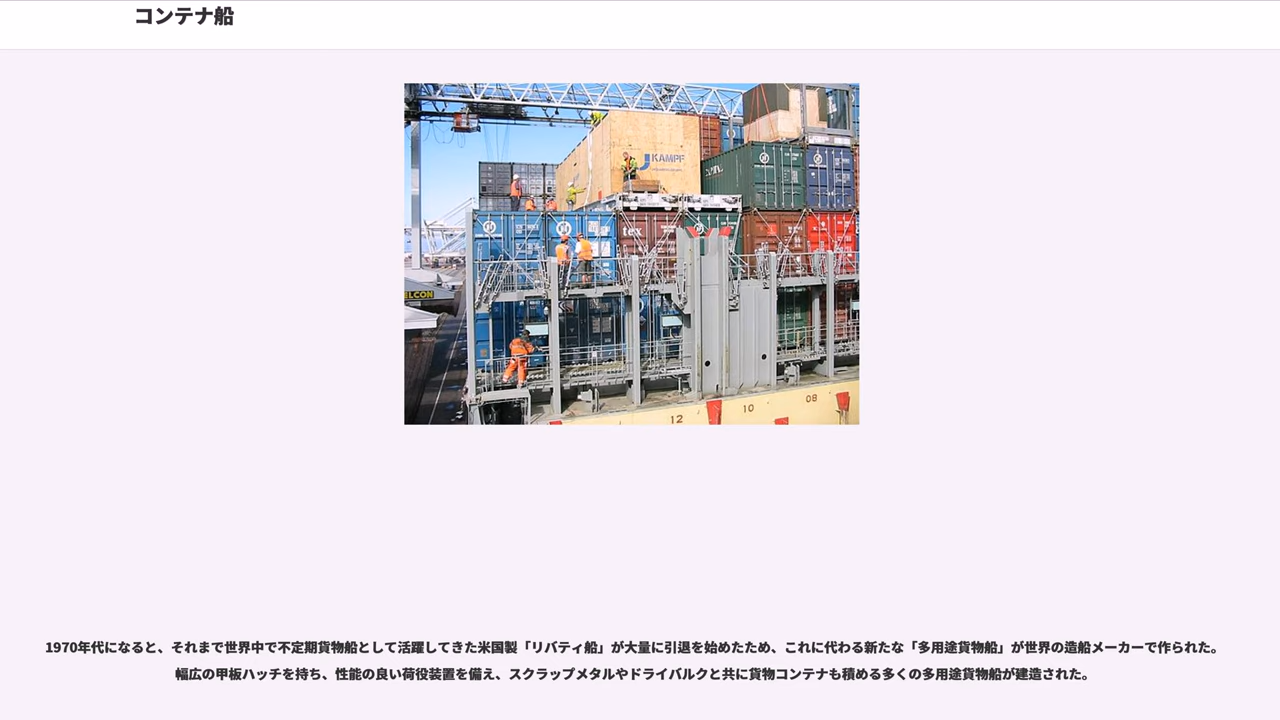 コンテナ船
KAMPF
tex
ELCON
12
10
08
1970年代になると、それまで世界中で不定期貨物船として活躍してきた米国製「リバティ船」が大量に引退を始めたため、これに代わる新たな「多用途貨物船」が世界の造船メーカーで作られた。
幅広の甲板ハッチを持ち、性能の良い荷役装置を備え、スクラップメタルやドライバルクと共に貨物コンテナも積める多くの多用途貨物船が建造された。